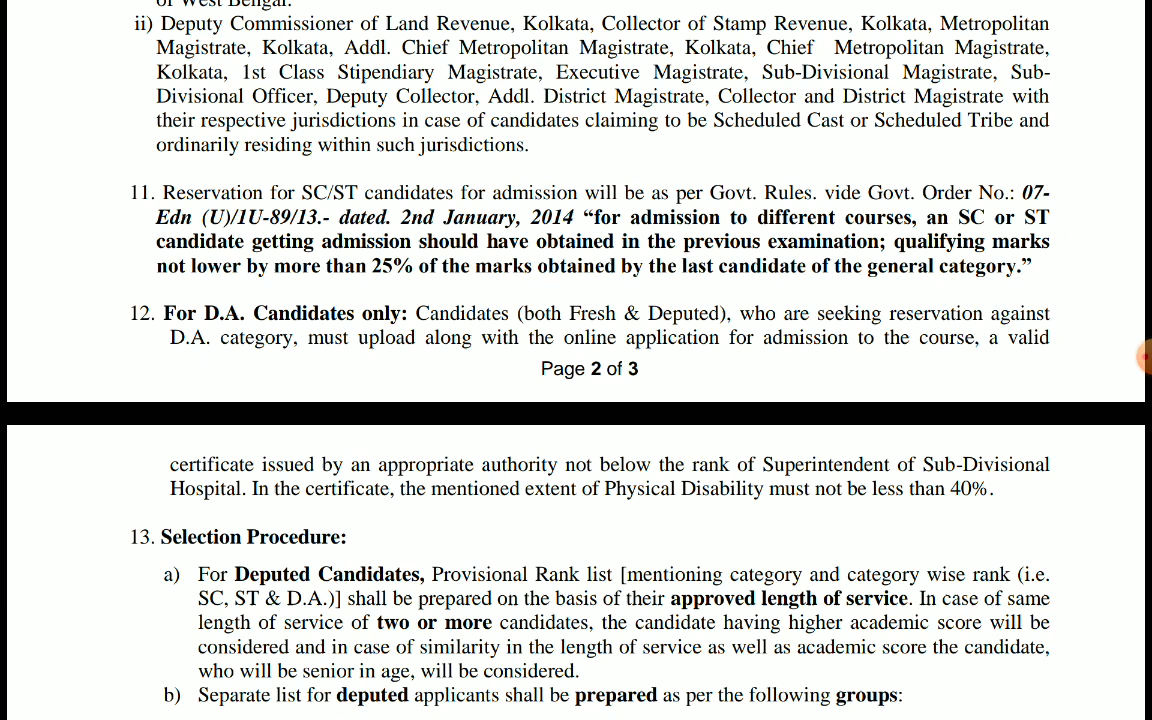 of West Bengal.
ii) Deputy Commissioner of Land Revenue, Kolkata, Collector of Stamp Revenue, Kolkata, Metropolitan
Magistrate, Kolkata, Addl. Chief Metropolitan Magistrate, Kolkata, Chief Metropolitan Magistrate,
Kolkata, 1st Class Stipendiary Magistrate, Executive Magistrate, Sub-Divisional Magistrate, Sub-
Divisional Officer, Deputy Collector, Addl. District Magistrate, Collector and District Magistrate with
their respective jurisdictions in case of candidates claiming to be Scheduled Cast or Scheduled Tribe and
ordinarily residing within such jurisdictions.
11. Reservation for SC/ST candidates for admission will be as per Govt. Rules. vide Govt. Order No.: 07-
Edn (U)/1U-89/13.- dated. 2nd January, 2014 “for admission to different courses, an SC or ST
candidate getting admission should have obtained in the previous examination; qualifying marks
not lower by more than 25% of the marks obtained by the last candidate of the general category.”
12. For D.A. Candidates only: Candidates (both Fresh & Deputed), who are seeking reservation against
D.A. category, must upload along with the online application for admission to the course, a valid
Page 2 of 3
certificate issued by an appropriate authority not below the rank of Superintendent of Sub-Divisional
Hospital. In the certificate, the mentioned extent of Physical Disability must not be less than 40%.
13. Selection Procedure:
a) For Deputed Candidates, Provisional Rank list [mentioning category and category wise rank (i.e.
SC, ST & D.A.)] shall be prepared on the basis of their approved length of service. In case of same
length of service of two or more candidates, the candidate having higher academic score will be
considered and in case of similarity in the length of service as well as academic score the candidate,
who will be senior in age, will be considered.
b) Separate list for deputed applicants shall be prepared as per the following groups: